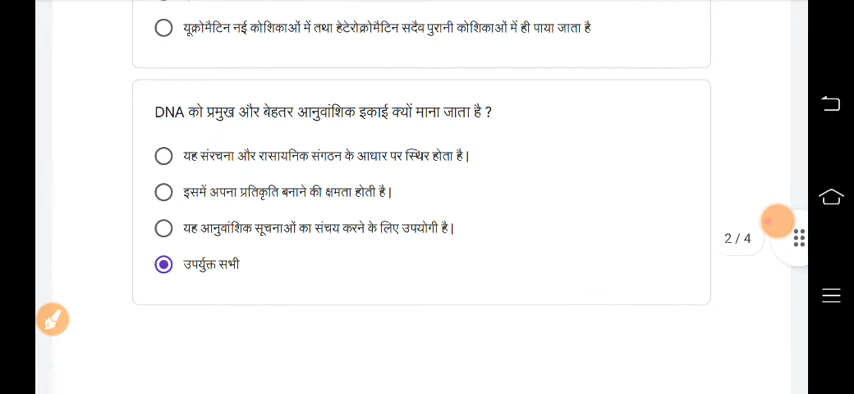 यूक्रोमैटिन नई कोशिकाओं में तथा हेटेरोक्रोमैटिन सदैव पुरानी कोशिकाओं में ही पाया जाता है
DNA को प्रमुख और बेहतर आनुवांशिक इकाई क्यों माना जाता है ?
यह संरचना और रासायनिक संगठन के आधार पर स्थिर होता है|
इसमें अपना प्रतिकृति बनाने की क्षमता होती है|
यह आनुवांशिक सूचनाओं का संचय करने के लिए उपयोगी है|
2 / 4
उपर्युक्त सभी